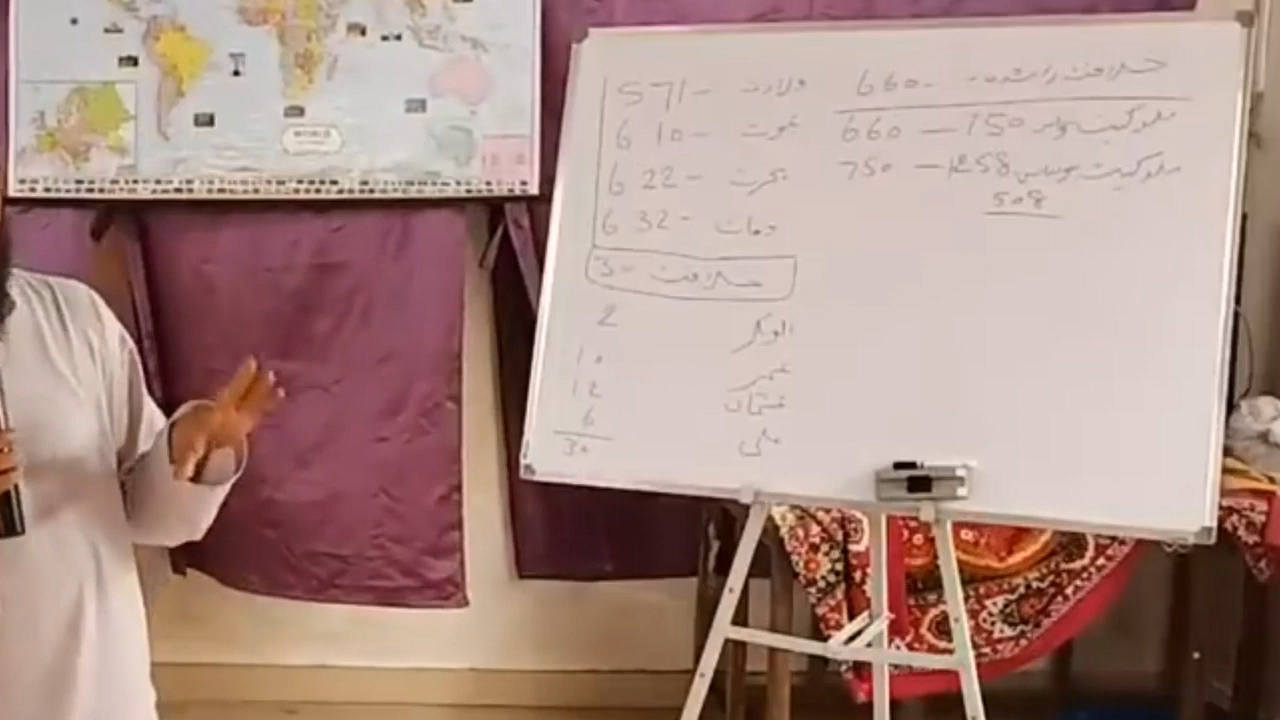 571 - ولادت
610 - نبوت
622 - ہجرت
632 - وفات
خلافت 30
2 ابوبکر
10 عمر
12 عثمان
6 علی
30
خلافت راشدہ - 660
ملوکیت بنو امیہ 750 — 660
ملوکیت بنو عباس 1258 — 750
508
WORLD